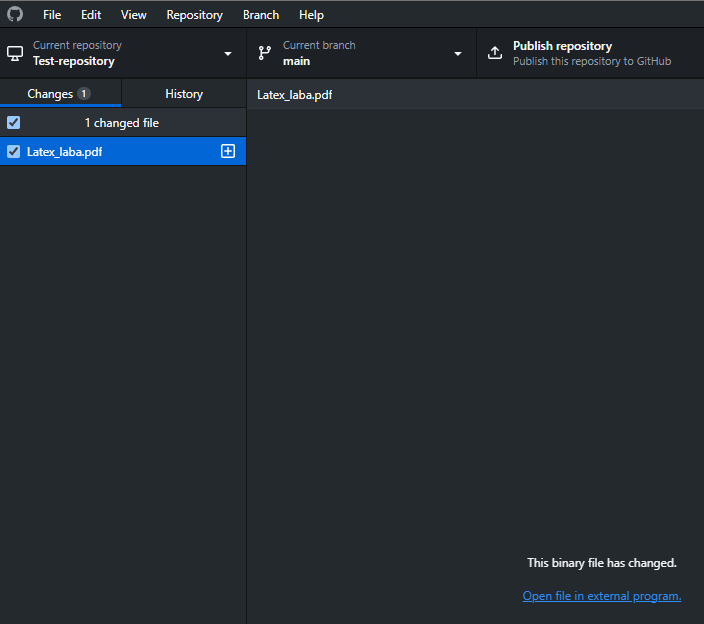 File Edit View Repository Branch Help
Current repository
Test-repository
Current branch
main
Publish repository
Publish this repository to GitHub
Changes 1 History
1 changed file
Latex_laba.pdf
Latex_laba.pdf
This binary file has changed.
Open file in external program.